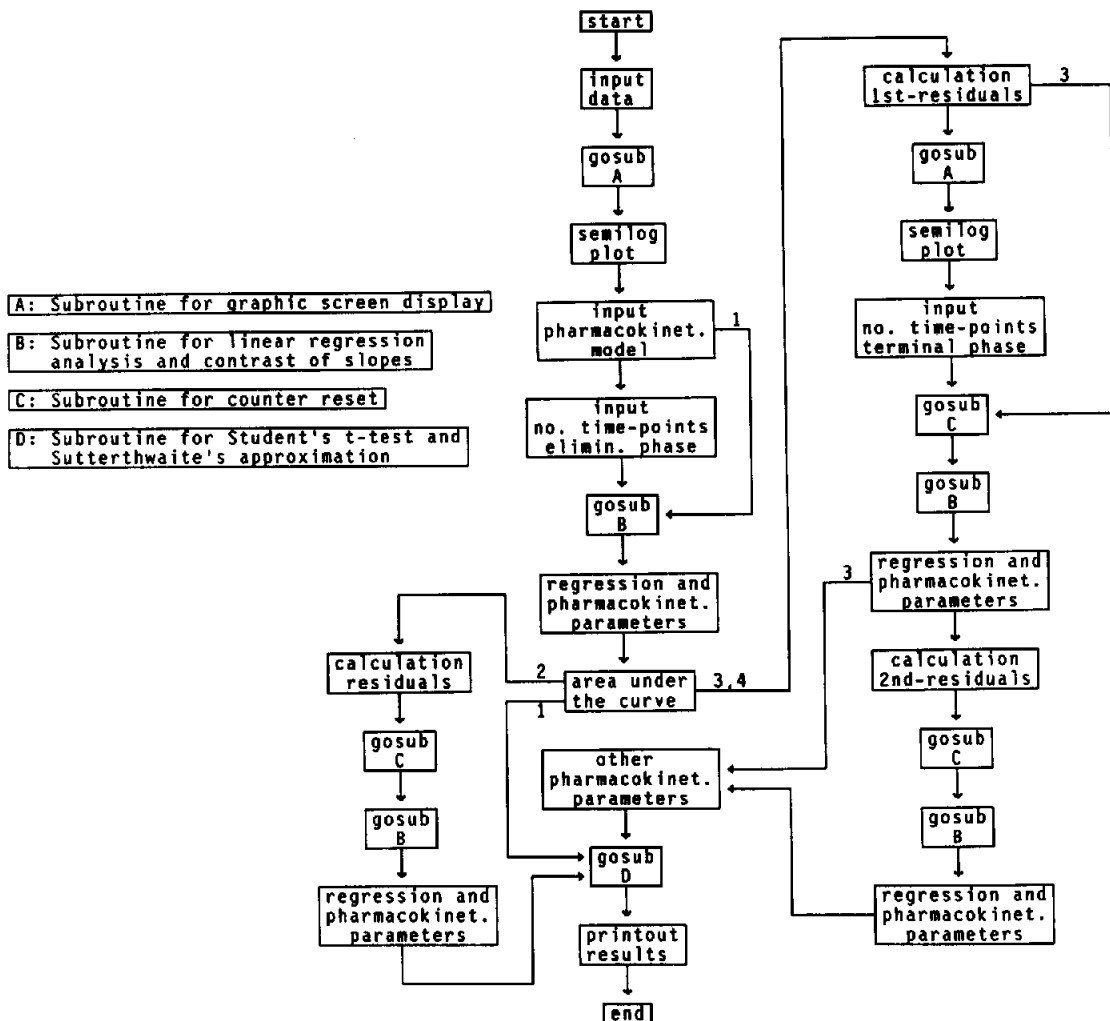 start
input
data
gosub
A
semilog
plot
input
pharmacokinet.
model
1
input
no. time-points
elimin. phase
gosub
B
regression and
pharmacokinet.
parameters
area under
the curve
2
1
3,4
calculation
residuals
gosub
C
gosub
B
regression and
pharmacokinet.
parameters
other
pharmacokinet.
parameters
gosub
D
printout
results
end
calculation
1st-residuals
3
gosub
A
semilog
plot
input
no. time-points
terminal phase
gosub
C
gosub
B
regression and
pharmacokinet.
parameters
3
calculation
2nd-residuals
gosub
C
gosub
B
regression and
pharmacokinet.
parameters
A: Subroutine for graphic screen display
B: Subroutine for linear regression
analysis and contrast of slopes
C: Subroutine for counter reset
D: Subroutine for Student's t-test and
Sutterthwaite's approximation